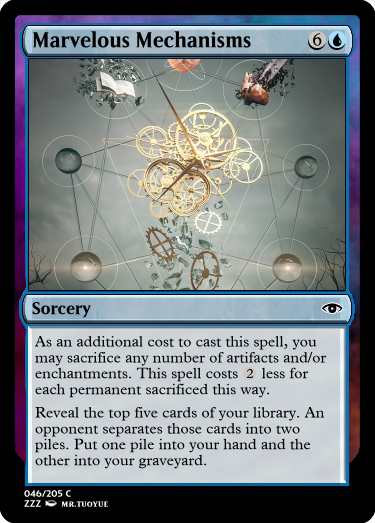 Marvelous Mechanisms 6
Sorcery
As an additional cost to cast this spell, you
may sacrifice any number of artifacts and/or
enchantments. This spell costs 2 less for
each permanent sacrificed this way.
Reveal the top five cards of your library. An
opponent separates those cards into two
piles. Put one pile into your hand and the
other into your graveyard.
046/205 C
ZZZ MR.TUOYUE